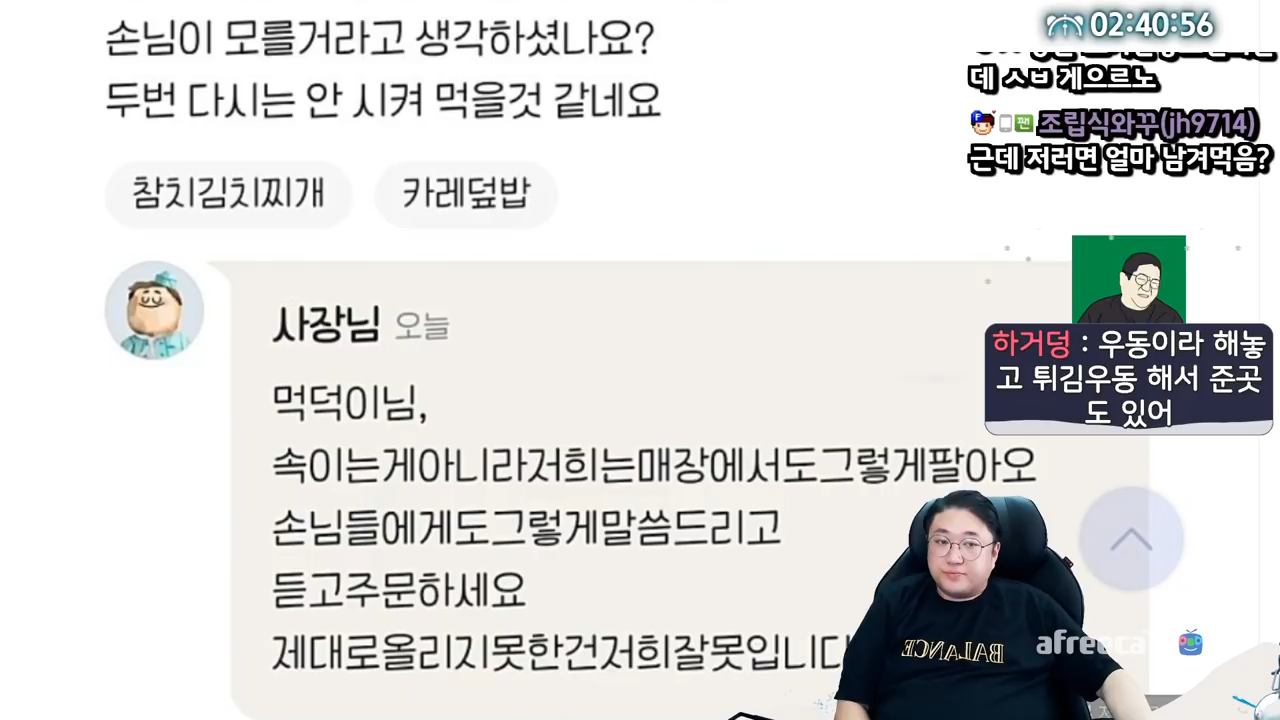 손님이 모를거라고 생각하셨나요?
두번 다시는 안 시켜 먹을것 같네요
참치김치찌개
카레덮밥
사장님 오늘
먹덕이님,
속이는게아니라저희는매장에서도그렇게팔아오
손님들에게도그렇게말씀드리고
듣고주문하세요
제대로올리지못한건저희잘못입니다
02:40:56
데 ㅅㅂ 게으르노
F 팬 조립식와꾸(jh9714)
근데 저러면 얼마 남겨먹음?
하거덩 : 우동이라 해놓
고 튀김우동 해서 준곳
도 있어
BALANCE
afreeca